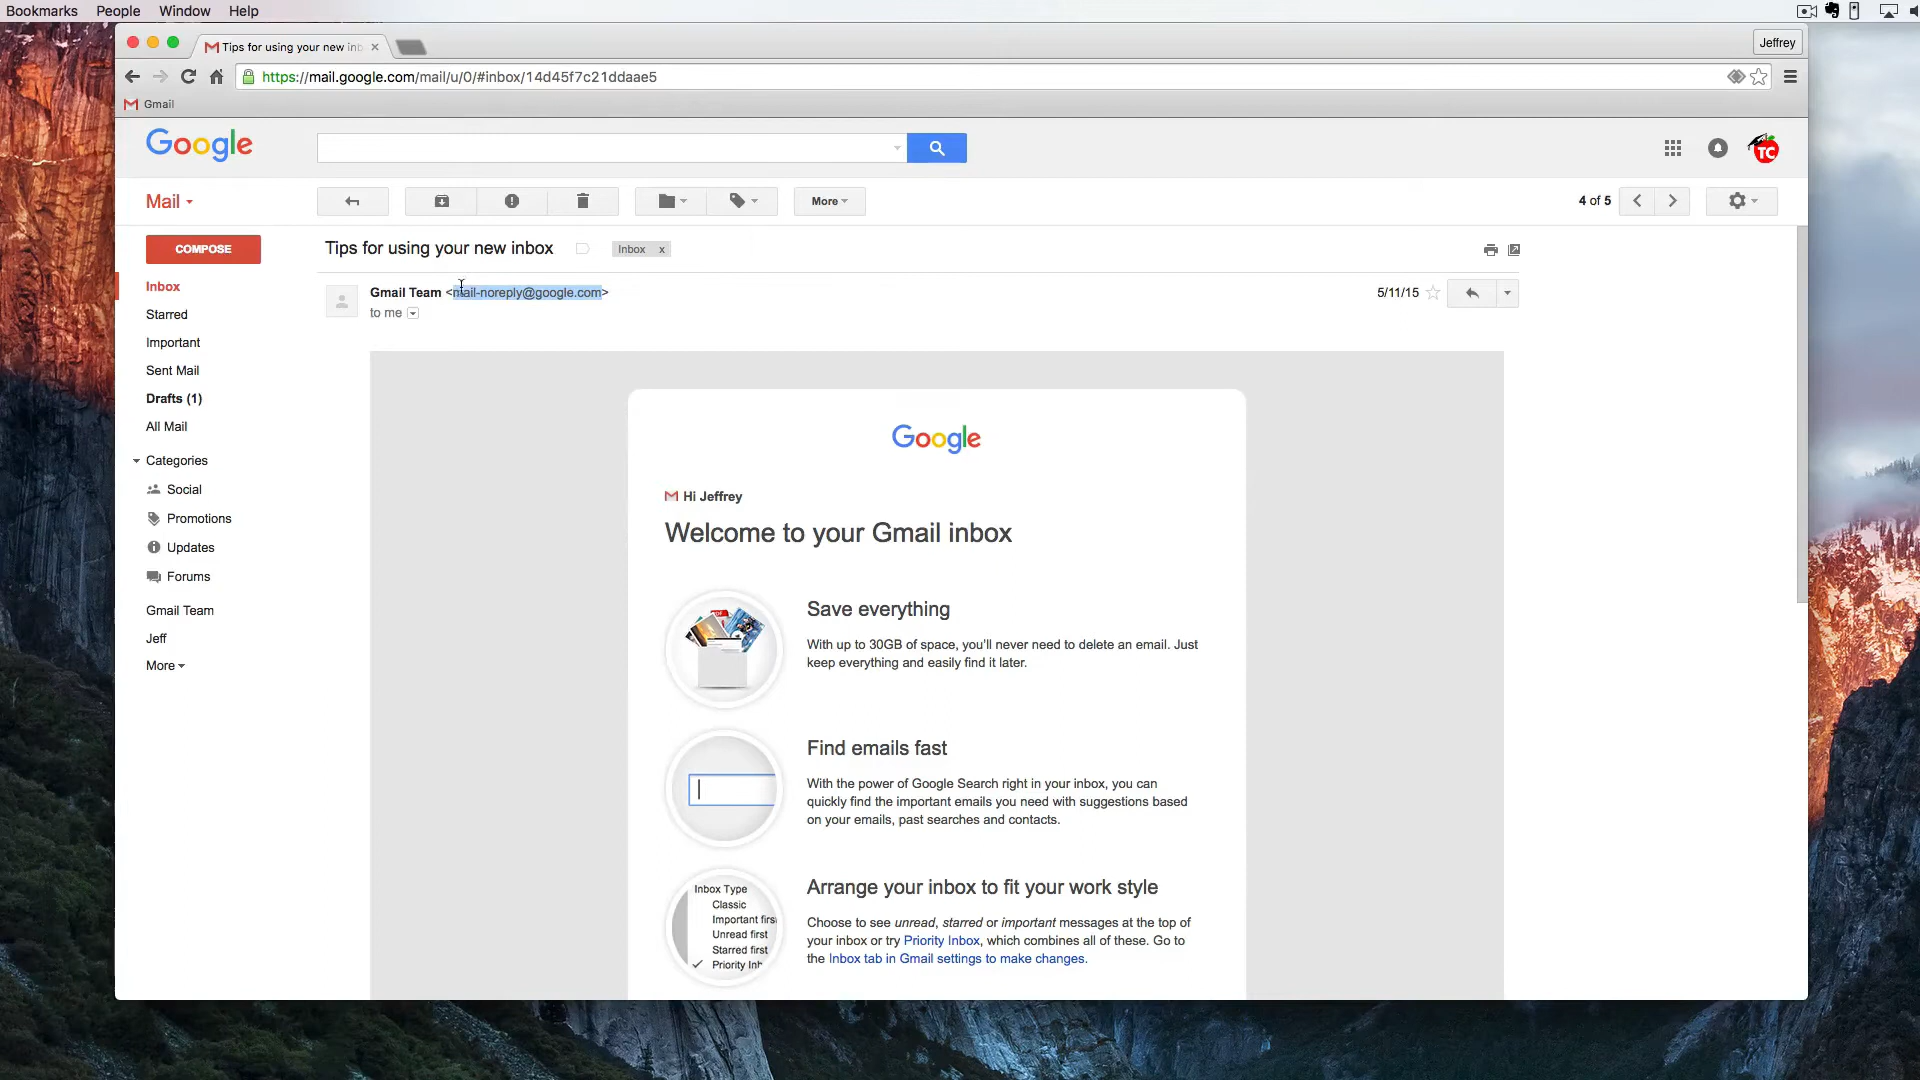 Bookmarks People Window Help
Tips for using your new inb
Jeffrey
https://mail.google.com/mail/u/0/#inbox/14d45f7c21ddaae5
Gmail
Google
TC
Mail
More
4 of 5
COMPOSE
Tips for using your new inbox
Inbox x
Inbox
Gmail Team <mail-noreply@google.com>
5/11/15
to me
Starred
Important
Sent Mail
Drafts (1)
All Mail
Categories
Social
Promotions
Updates
Forums
Gmail Team
Jeff
More
Google
Hi Jeffrey
Welcome to your Gmail inbox
PDF
Save everything
With up to 30GB of space, you'll never need to delete an email. Just
keep everything and easily find it later.
Find emails fast
With the power of Google Search right in your inbox, you can
quickly find the important emails you need with suggestions based
on your emails, past searches and contacts.
Inbox Type
Classic
Important firs
Unread first
Starred first
Priority Inb
Arrange your inbox to fit your work style
Choose to see unread, starred or important messages at the top of
your inbox or try Priority Inbox, which combines all of these. Go to
the Inbox tab in Gmail settings to make changes.